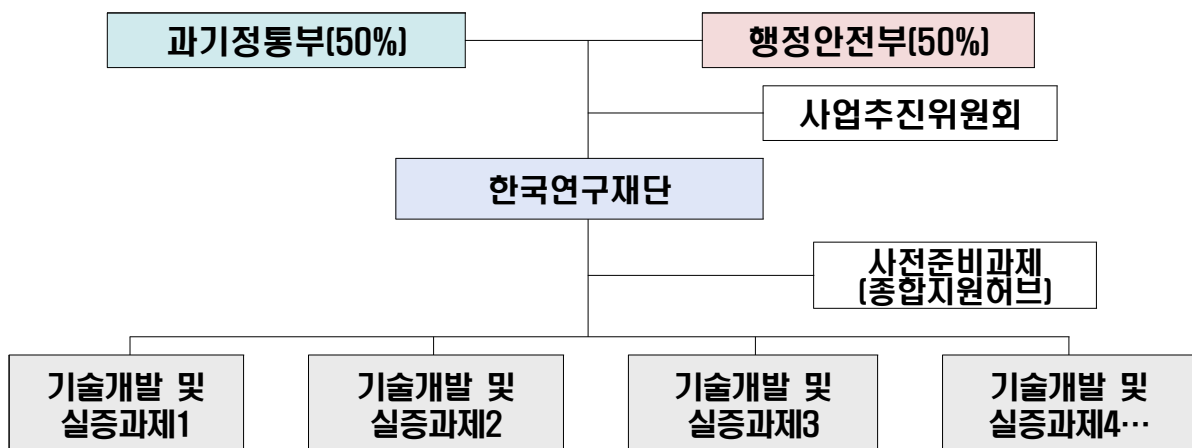 과기정통부(50%)
행정안전부(50%)
사업추진위원회
한국연구재단
사전준비과제
(종합지원허브)
기술개발 및
실증과제1
기술개발 및
실증과제2
기술개발 및
실증과제3
기술개발 및
실증과제4…